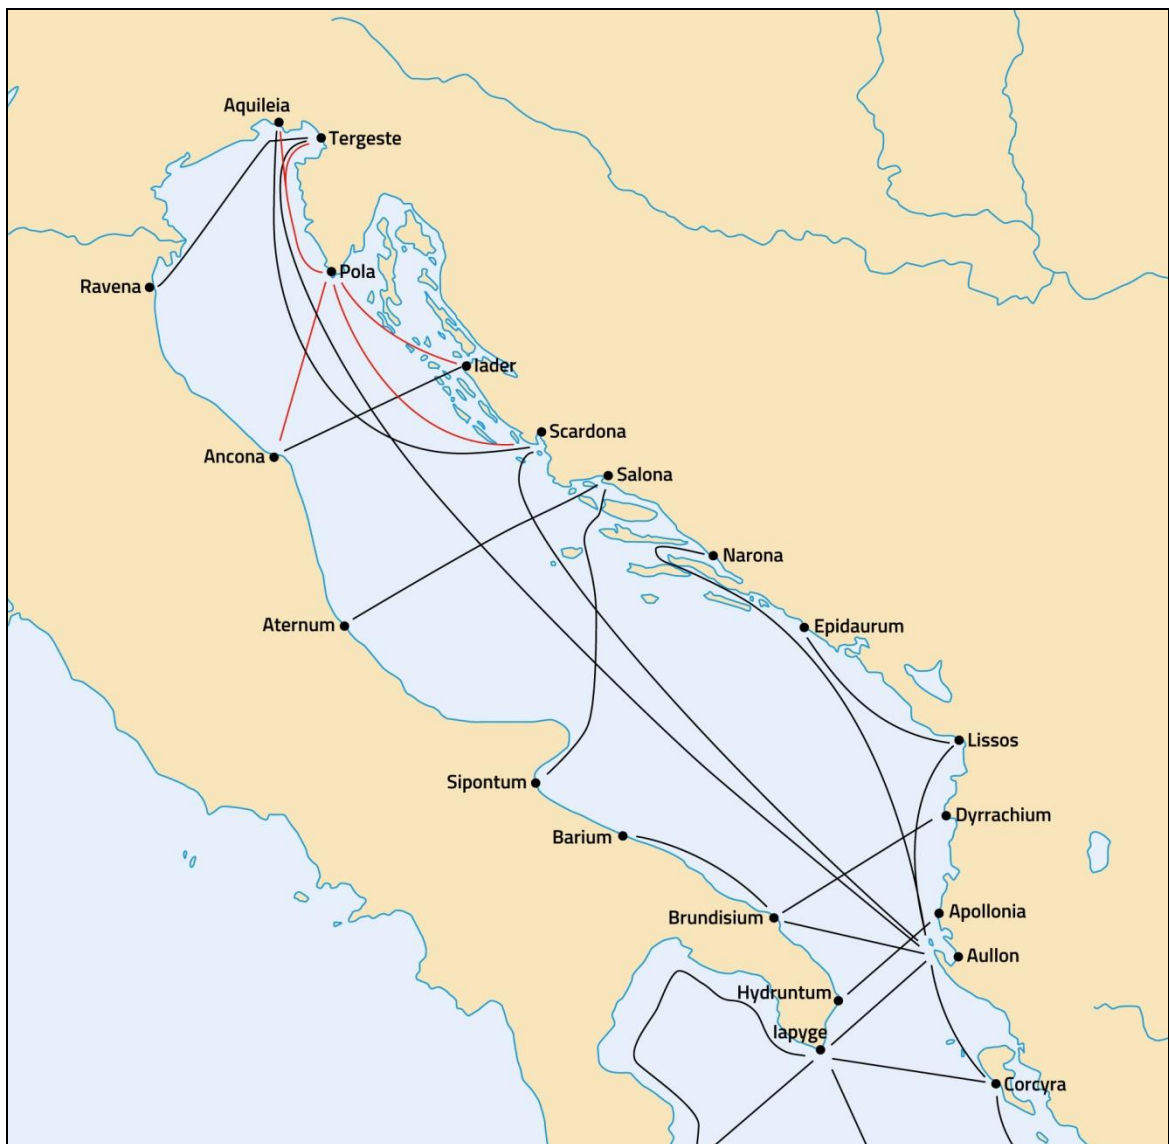 Aquileia
Tergeste
Pola
Ravena
Iader
Scardona
Ancona
Salona
Narona
Aternum
Epidaurum
Lissos
Sipontum
Dyrrachium
Barium
Apollonia
Brundisium
Aullon
Hydruntum
Iapyge
Corcyra